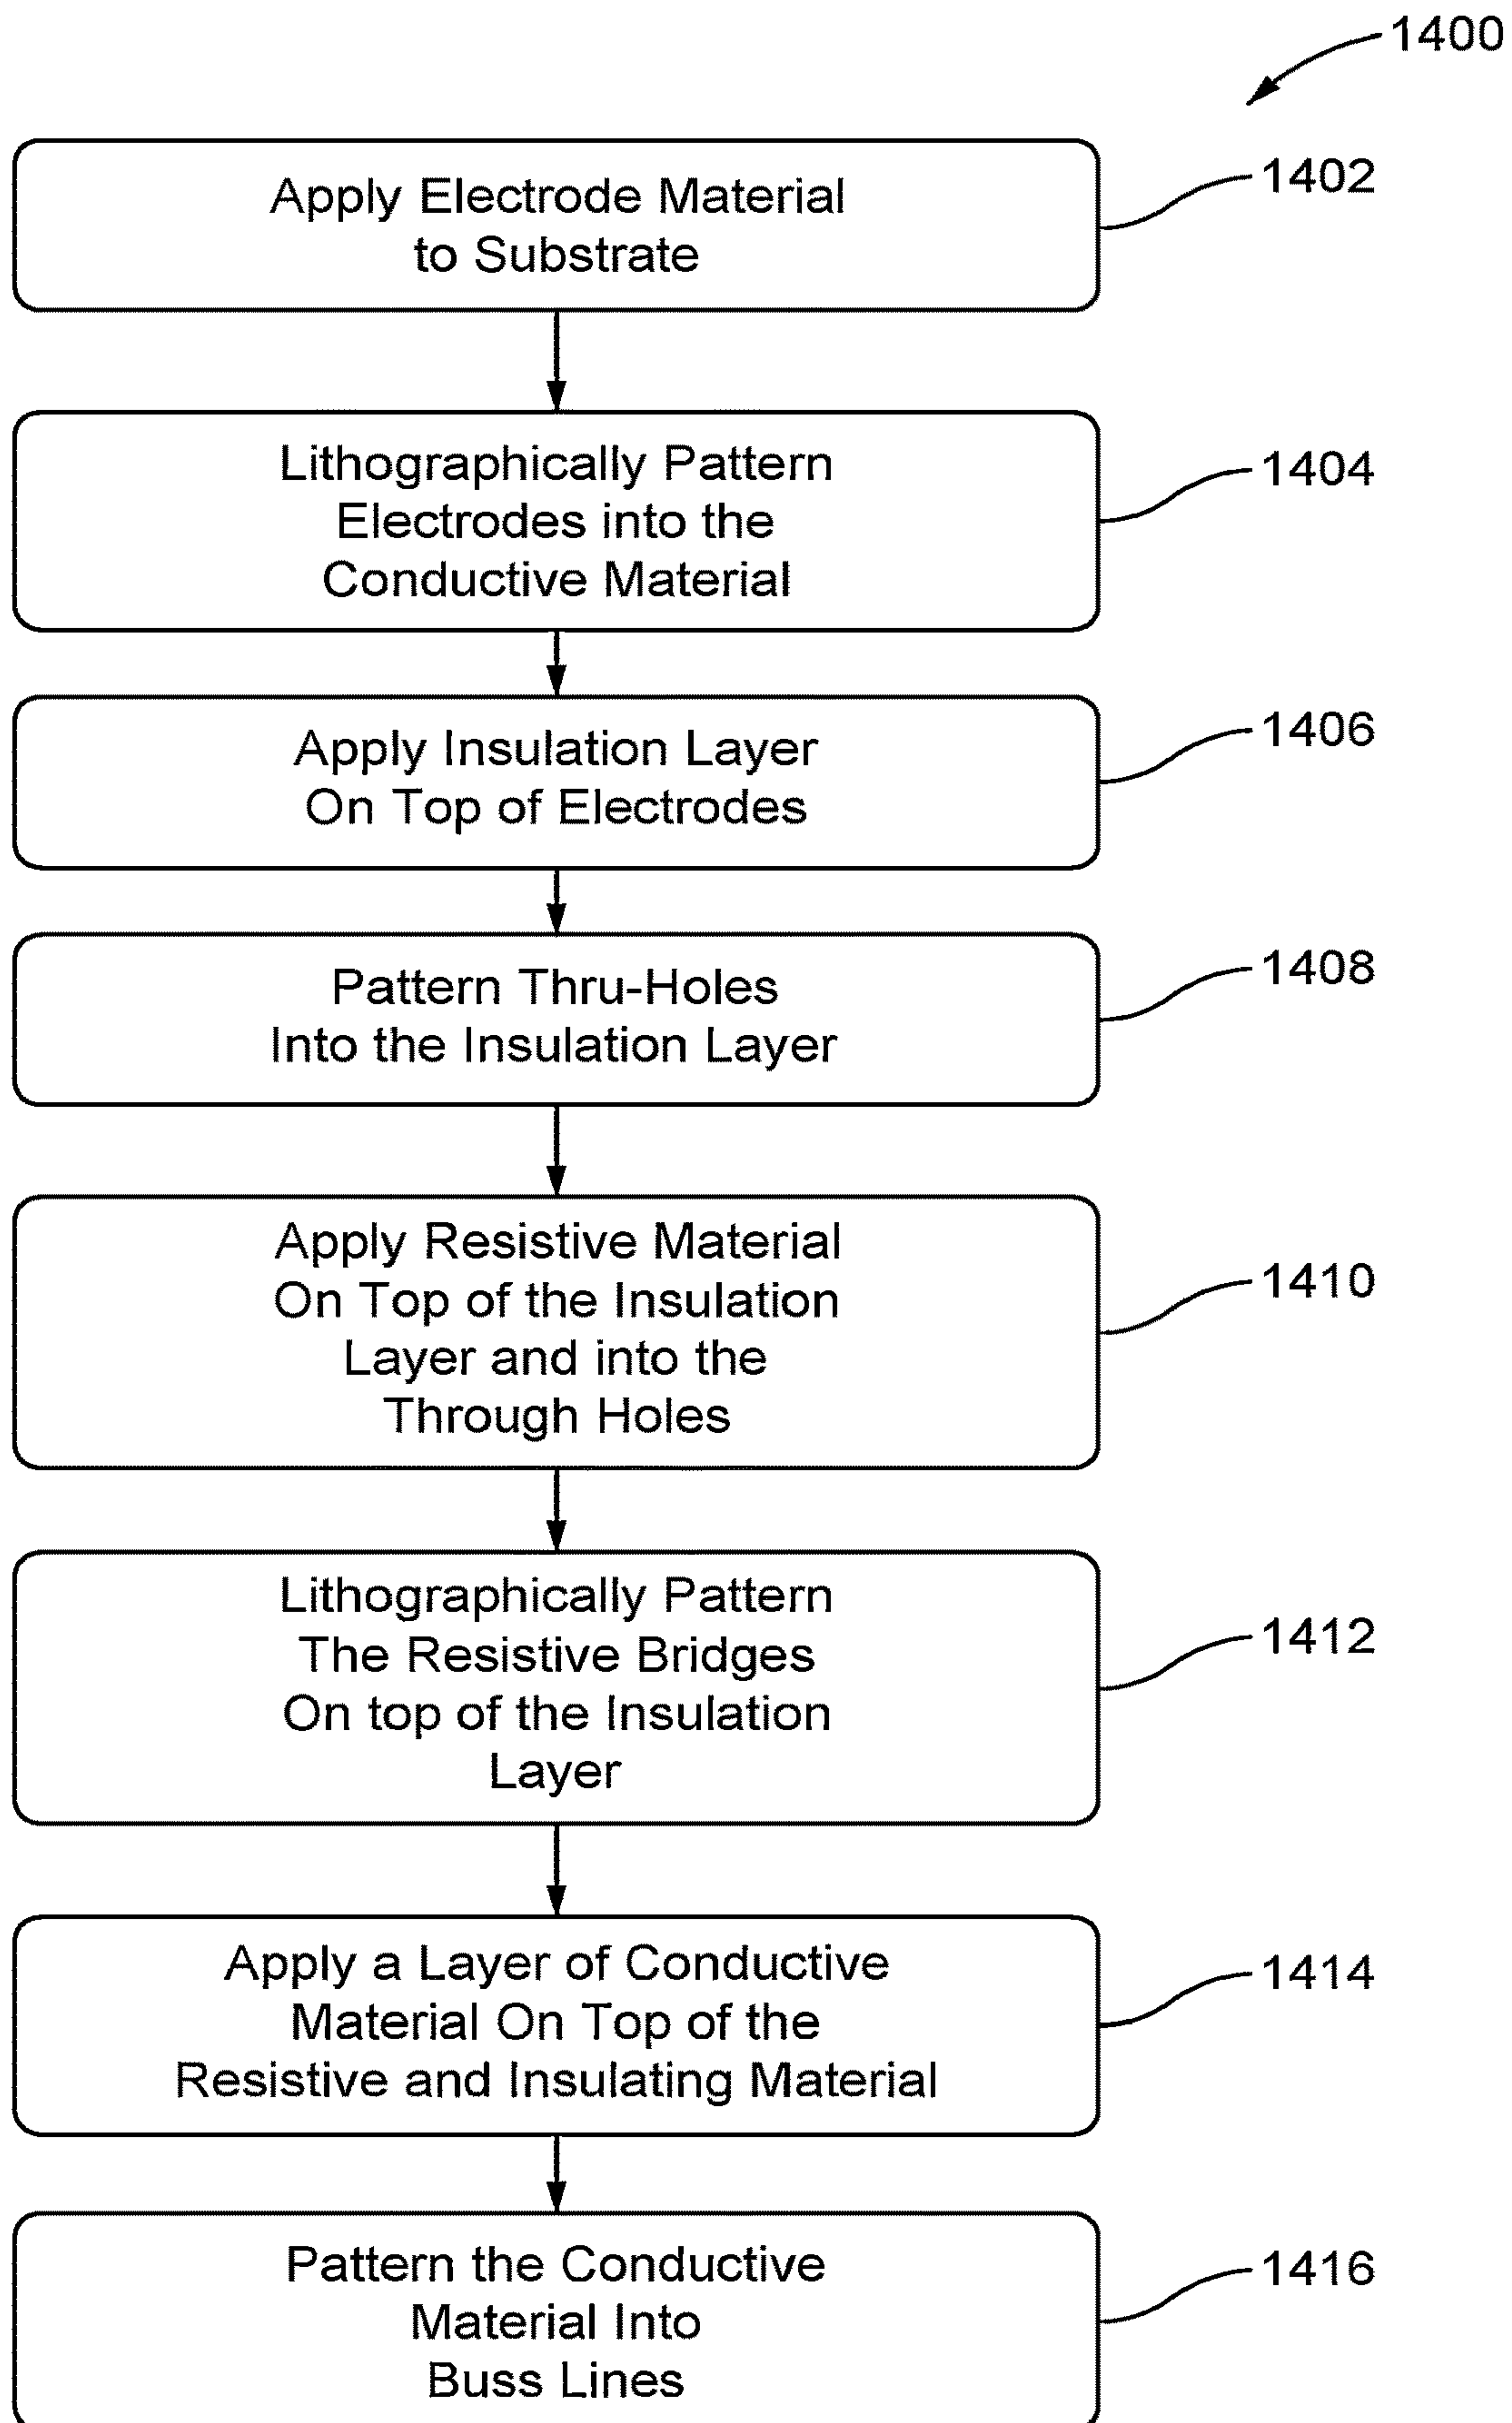 1400
Apply Electrode Material
to Substrate
1402
Lithographically Pattern
Electrodes into the
Conductive Material
1404
Apply Insulation Layer
On Top of Electrodes
1406
Pattern Thru-Holes
Into the Insulation Layer
1408
Apply Resistive Material
On Top of the Insulation
Layer and into the
Through Holes
1410
Lithographically Pattern
The Resistive Bridges
On top of the Insulation
Layer
1412
Apply a Layer of Conductive
Material On Top of the
Resistive and Insulating Material
1414
Pattern the Conductive
Material Into
Buss Lines
1416